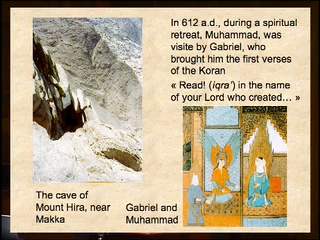 In 612 a.d., during a spiritual
retreat, Muhammad, was
visite by Gabriel, who
brought him the first verses
of the Koran
« Read! (iqra') in the name
of your Lord who created… »
The cave of
Mount Hira, near
Makka
Gabriel and
Muhammad